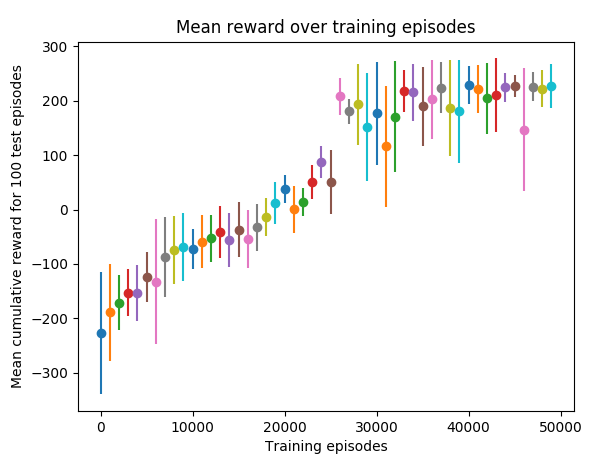 Mean reward over training episodes
Mean cumulative reward for 100 test episodes
300
200
100
0
−100
−200
−300
0 10000 20000 30000 40000 50000
Training episodes